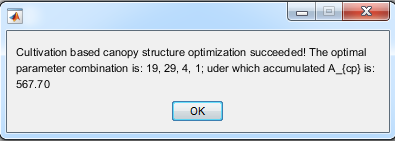 Cultivation based canopy structure optimization succeeded! The optimal
parameter combination is: 19, 29, 4, 1; uder which accumulated A_{cp} is:
567.70
OK